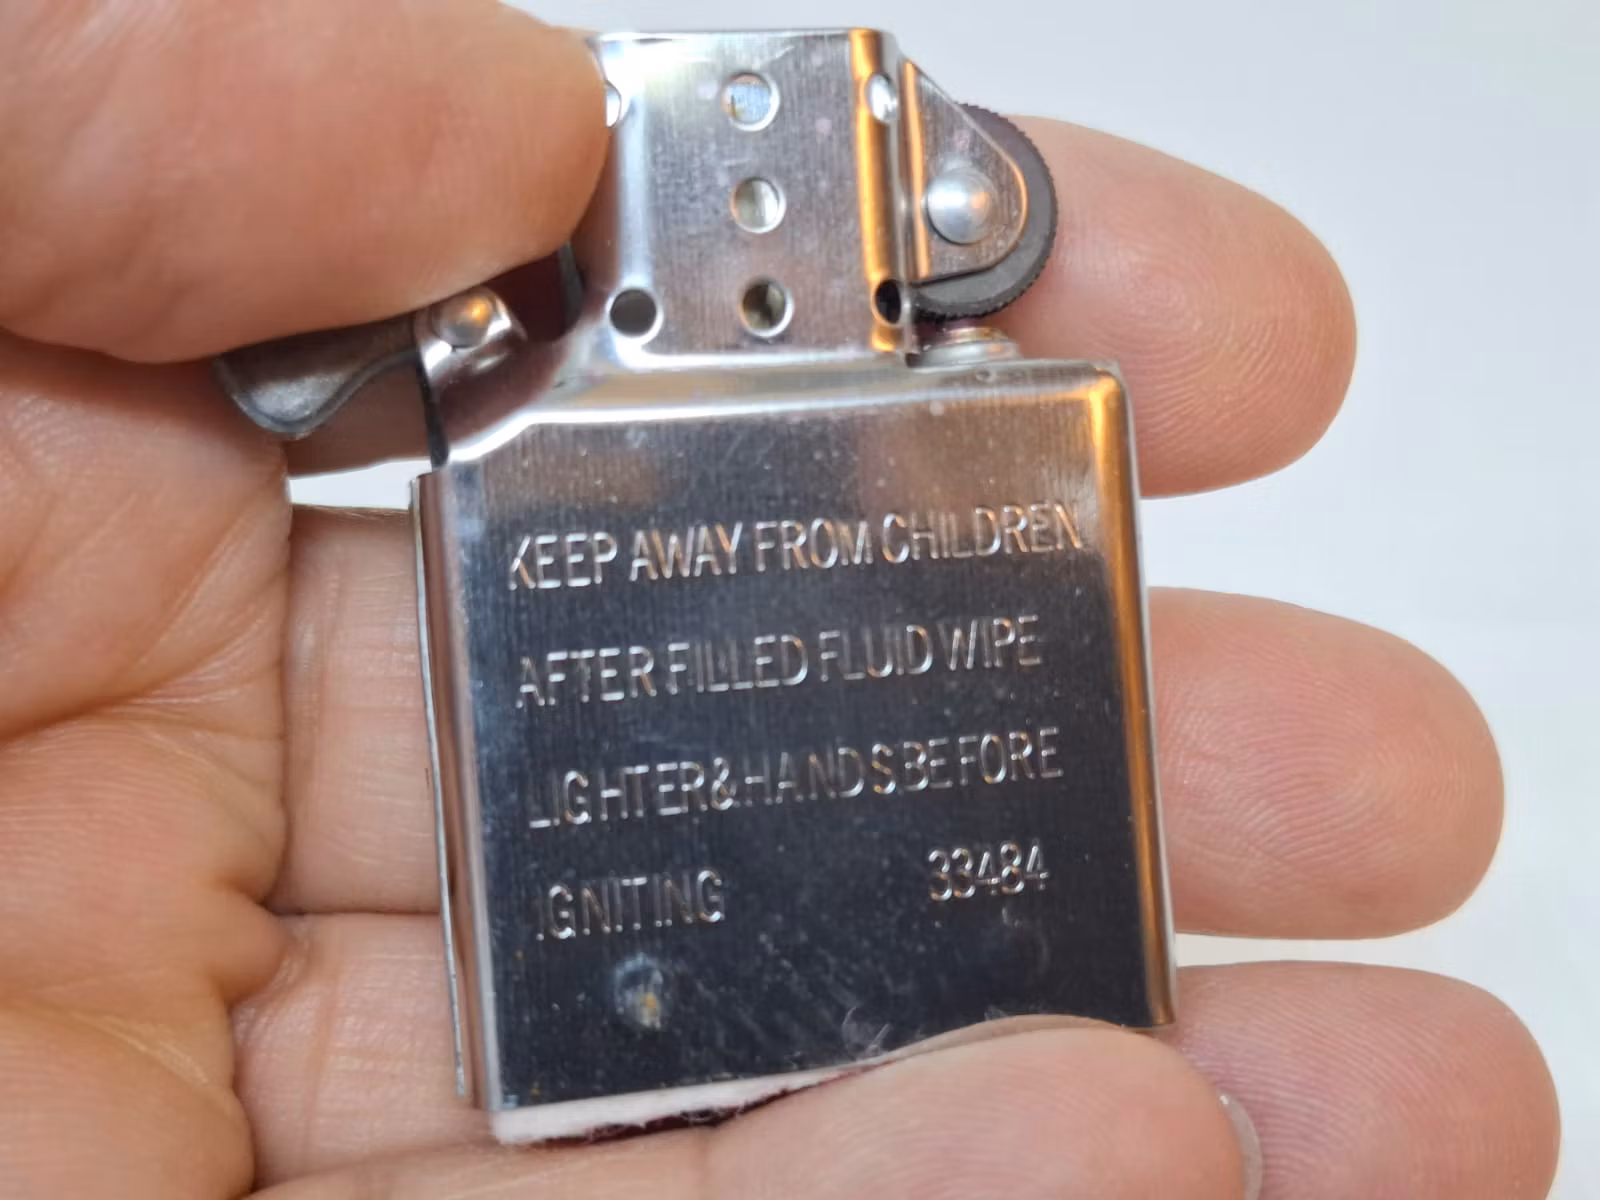 KEEP AWAY FROM CHILDREN
AFTER FILLED FLUID WIPE
LIGHTER&HANDS BEFORE
IGNITING 33484